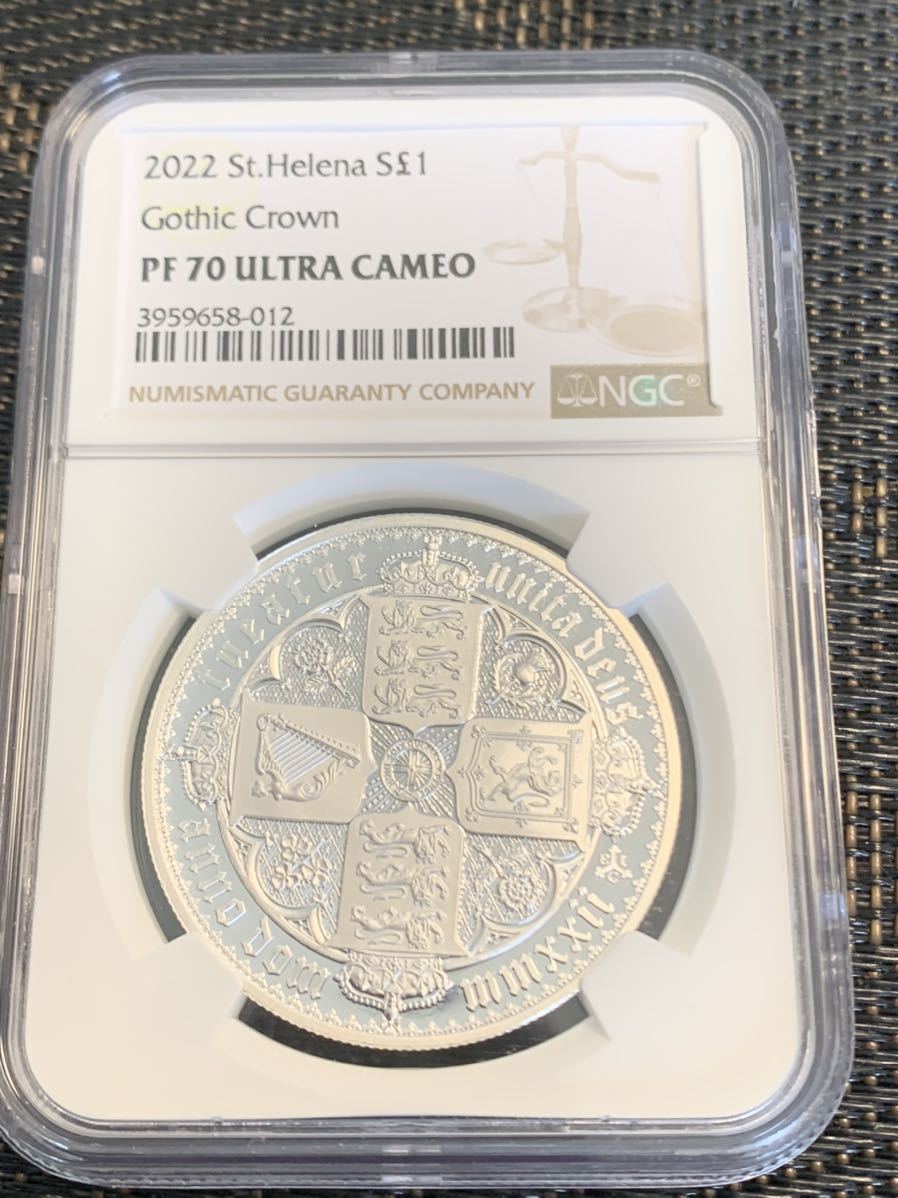 2022 St.Helena S£1
Gothic Crown
PF 70 ULTRA CAMEO
3959658-012
NUMISMATIC GUARANTY COMPANY
NGC®
tueatur unita deus
anno dom
mmxxii